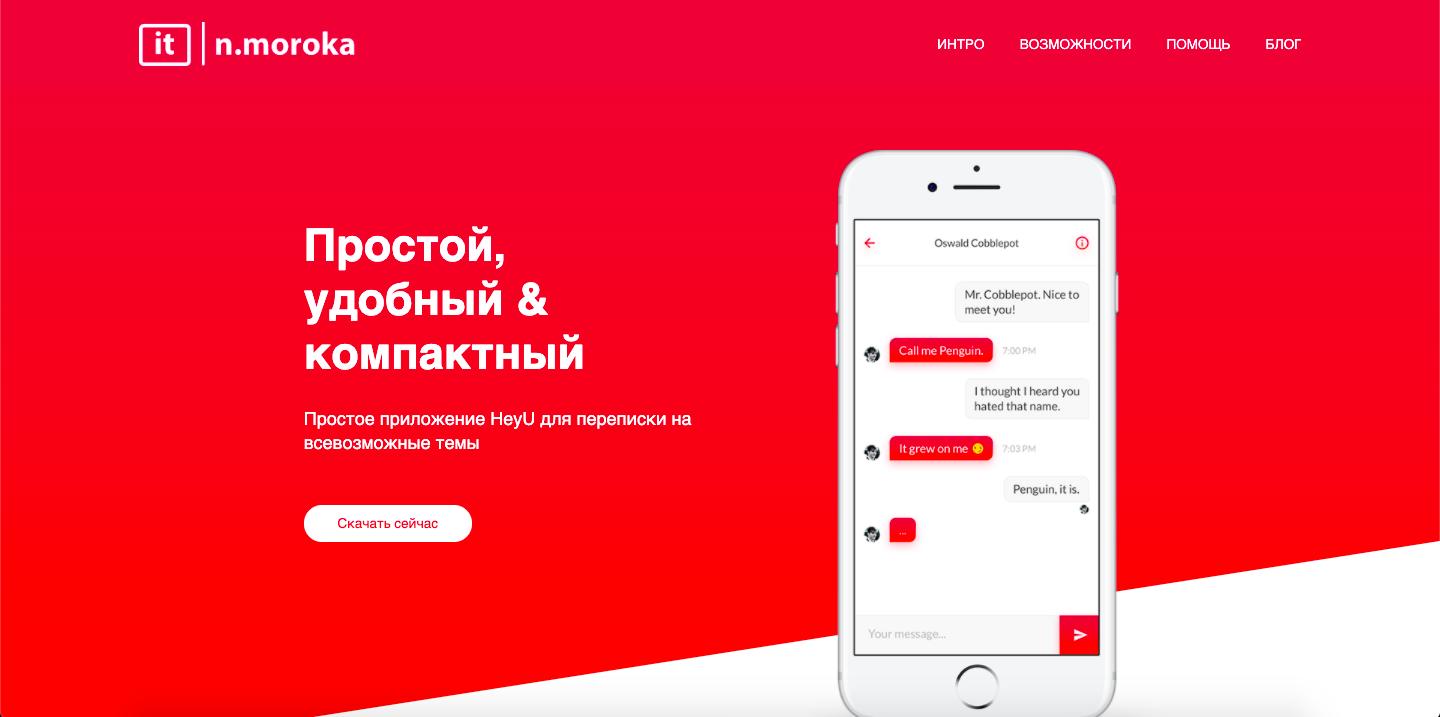 it | n.moroka
ИНТРО ВОЗМОЖНОСТИ ПОМОЩЬ БЛОГ
Простой,
удобный &
компактный
Простое приложение HeyU для переписки на
всевозможные темы
Скачать сейчас
Oswald Cobblepot
Mr. Cobblepot. Nice to
meet you!
Call me Penguin. 7:00 PM
I thought I heard you
hated that name.
It grew on me 😏 7:03 PM
Penguin, it is.
...
Your message...